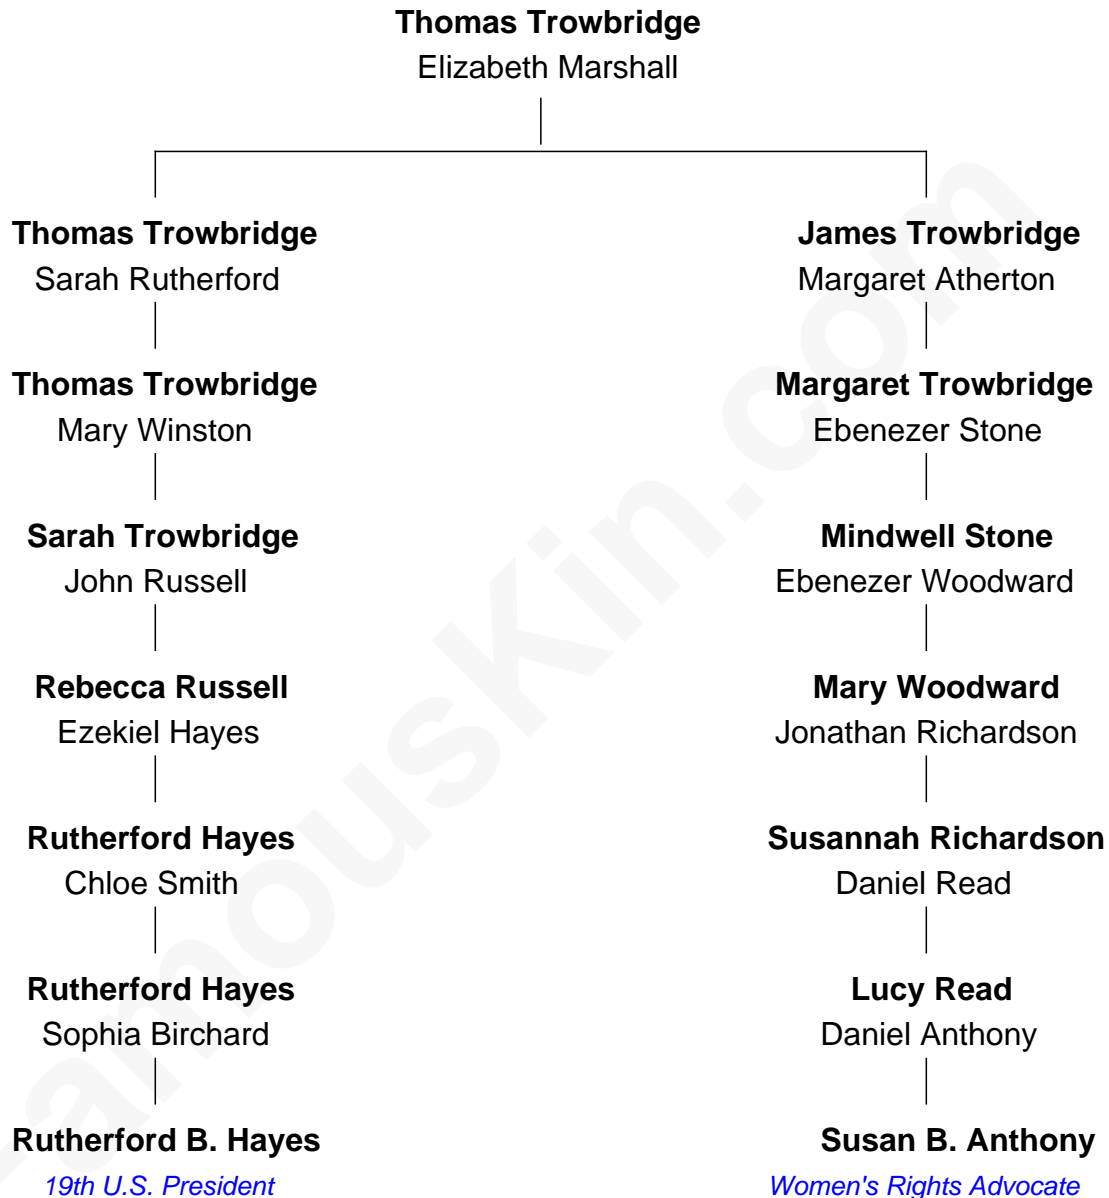 Thomas Trowbridge
Elizabeth Marshall
Thomas Trowbridge
Sarah Rutherford
James Trowbridge
Margaret Atherton
Thomas Trowbridge
Mary Winston
Margaret Trowbridge
Ebenezer Stone
Sarah Trowbridge
John Russell
Mindwell Stone
Ebenezer Woodward
Rebecca Russell
Ezekiel Hayes
Mary Woodward
Jonathan Richardson
Rutherford Hayes
Chloe Smith
Susannah Richardson
Daniel Read
Rutherford Hayes
Sophia Birchard
Lucy Read
Daniel Anthony
Rutherford B. Hayes
19th U.S. President
Susan B. Anthony
Women's Rights Advocate
FamousKin.com